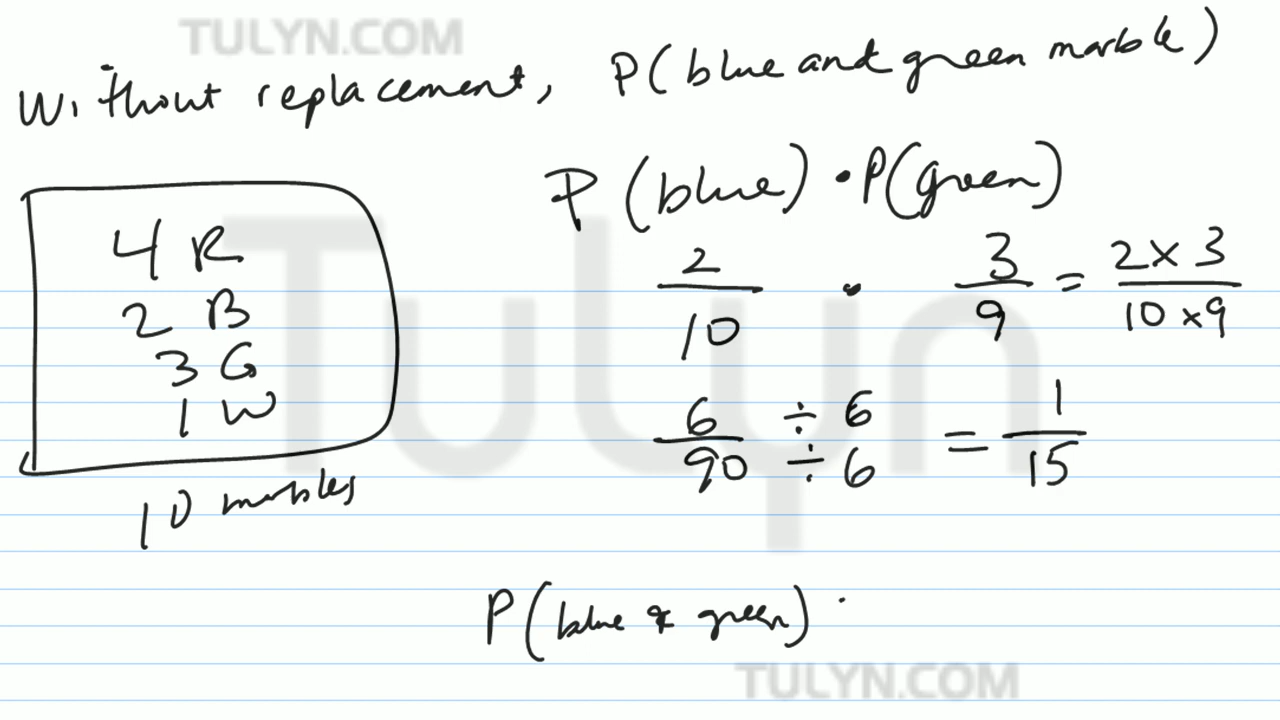 TULYN.COM
Without replacement, P(blue and green marble)
P(blue) • P(green)
4 R
2 B
3 G
1 W
10 marbles
2/10 • 3/9 = 2 x 3/10 x 9
6/90 ÷ 6/÷ 6 = 1/15
P(blue & green)
Tulyn
TULYN.COM